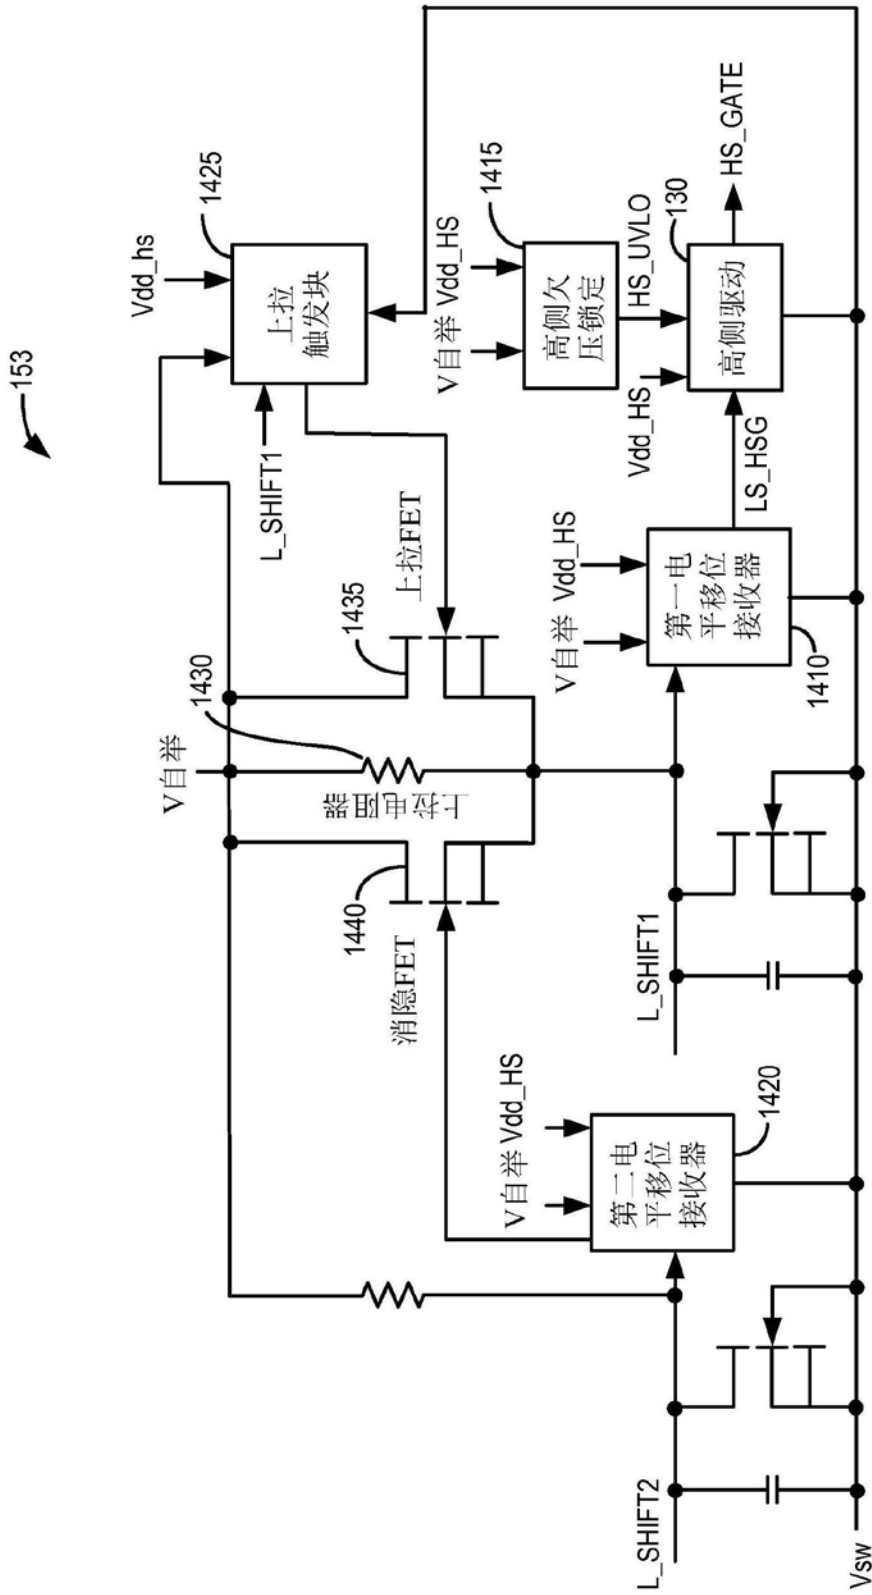 153
Vdd_hs
1425
上拉
触发块
L_SHIFT1
V自举
Vdd_HS
1415
高侧欠
压锁定
HS_UVLO
Vdd_HS
130
高侧驱动
HS_GATE
LS_HSG
V自举
Vdd_HS
第一电
平移位
接收器
1410
V自举
1430
上拉电阻器
1435
上拉FET
1440
消隐FET
L_SHIFT1
V自举
Vdd_HS
第二电
平移位
接收器
1420
L_SHIFT2
Vsw